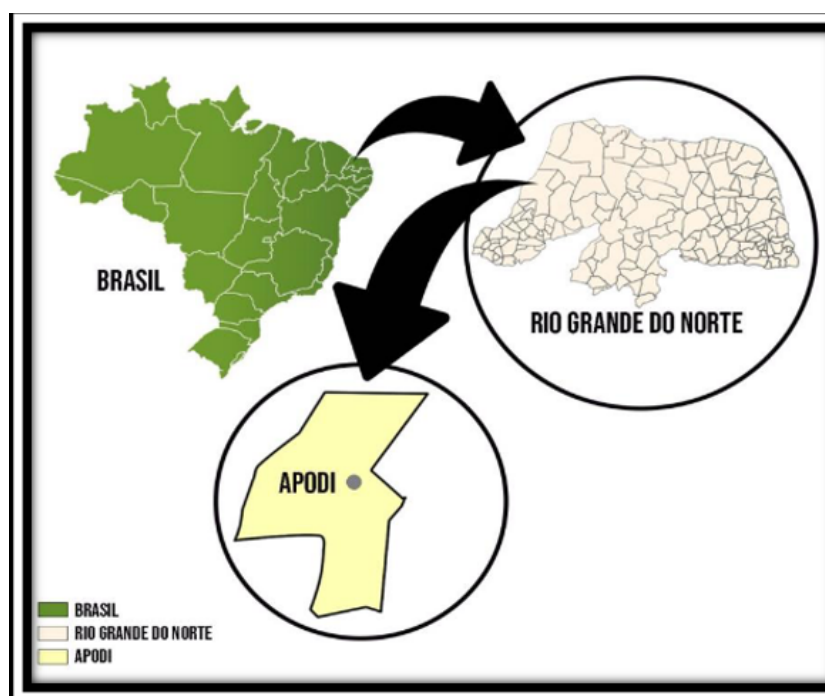 BRASIL
RIO GRANDE DO NORTE
APODI
BRASIL
RIO GRANDE DO NORTE
APODI